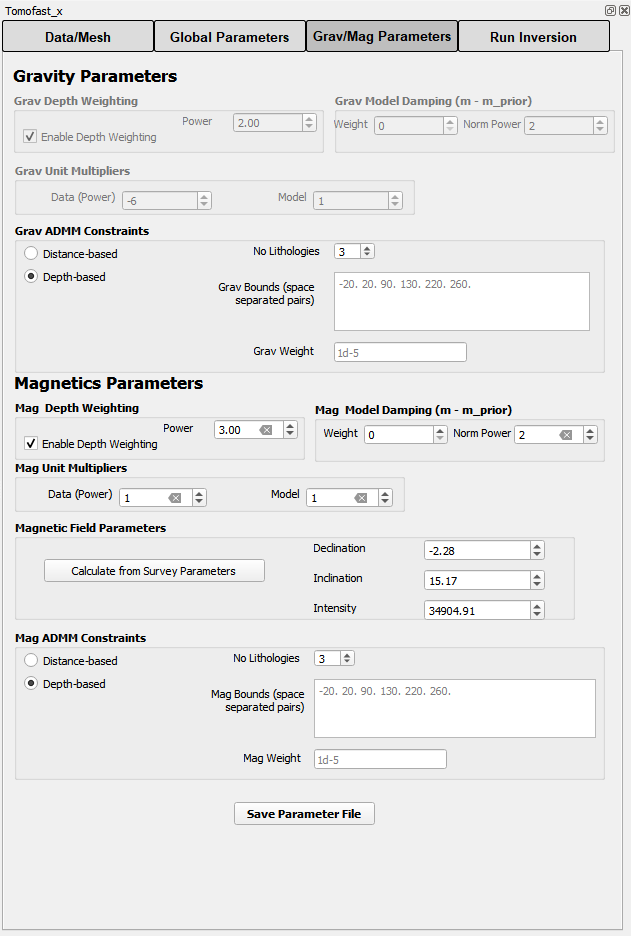 Tomofast_x
Data/Mesh
Global Parameters
Grav/Mag Parameters
Run Inversion
Gravity Parameters
Grav Depth Weighting
Grav Model Damping (m - m_prior)
Power
2.00
Weight
0
Norm Power
2
Enable Depth Weighting
Grav Unit Multipliers
Data (Power)
-6
Model
1
Grav ADMM Constraints
Distance-based
No Lithologies
3
Depth-based
Grav Bounds (space
separated pairs)
-20. 20. 90. 130. 220. 260.
Grav Weight
1d-5
Magnetics Parameters
Mag  Depth Weighting
Mag  Model Damping (m - m_prior)
Power
3.00
Weight
0
Norm Power
2
Enable Depth Weighting
Mag Unit Multipliers
Data (Power)
1
Model
1
Magnetic Field Parameters
Declination
-2.28
Calculate from Survey Parameters
Inclination
15.17
Intensity
34904.91
Mag ADMM Constraints
Distance-based
No Lithologies
3
Depth-based
Mag Bounds (space
separated pairs)
-20. 20. 90. 130. 220. 260.
Mag Weight
1d-5
Save Parameter File